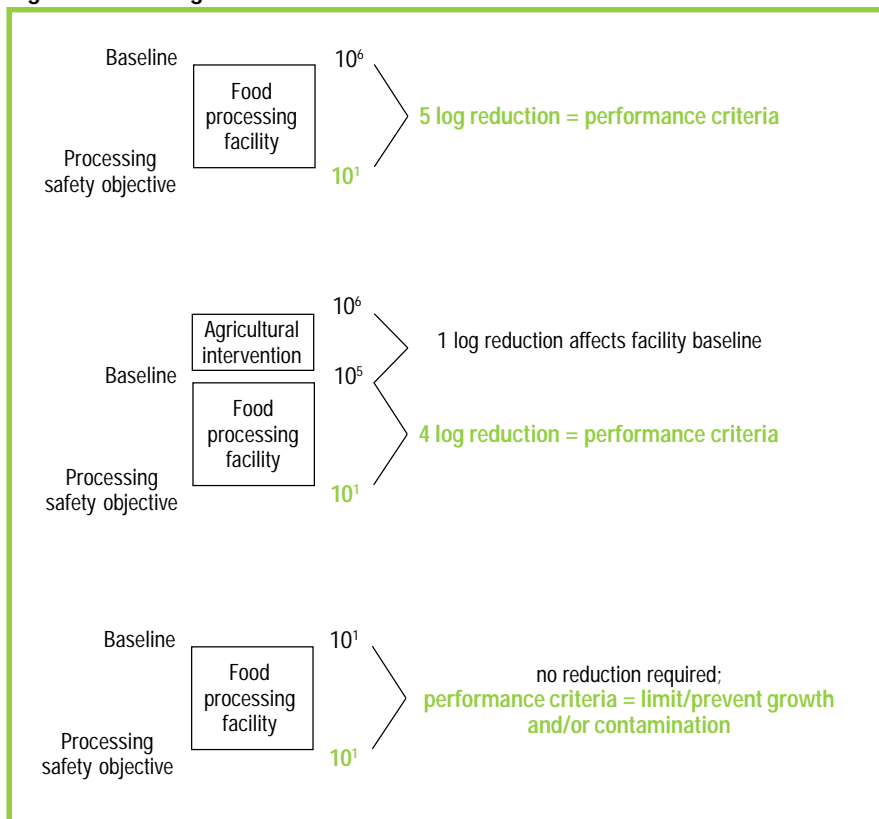 Baseline
10⁶
Food
processing
facility
5 log reduction = performance criteria
Processing
safety objective
10¹
10⁶
Agricultural
intervention
1 log reduction affects facility baseline
Baseline
10⁵
Food
processing
facility
4 log reduction = performance criteria
Processing
safety objective
10¹
Baseline
10¹
Food
processing
facility
no reduction required;
performance criteria = limit/prevent growth
and/or contamination
Processing
safety objective
10¹